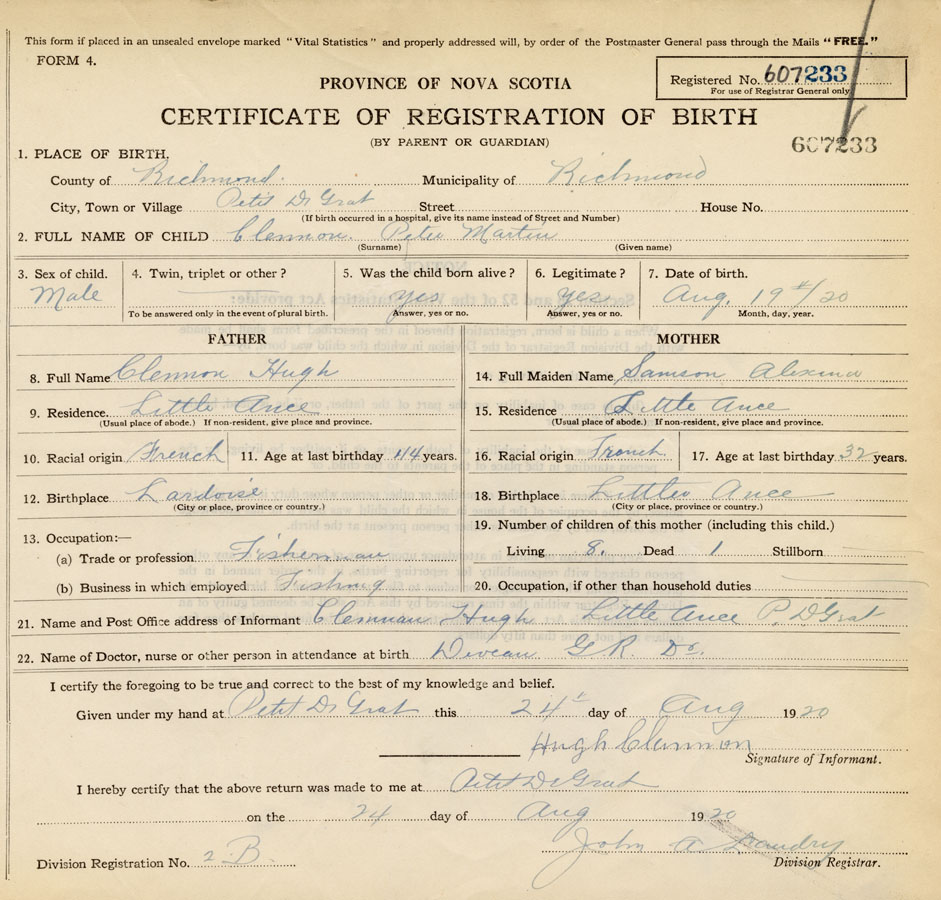 This form if placed in an unsealed envelope marked "Vital Statistics" and properly addressed will, by order of the Postmaster General pass through the Mails "FREE."
FORM 4.
Registered No. 607233
For use of Registrar General only
PROVINCE OF NOVA SCOTIA
CERTIFICATE OF REGISTRATION OF BIRTH
(BY PARENT OR GUARDIAN)
607233
1. PLACE OF BIRTH.
County of Richmond. Municipality of Richmond
City, Town or Village Petit De Grat Street House No.
(If birth occurred in a hospital, give its name instead of Street and Number)
2. FULL NAME OF CHILD Clennon. Peter Martin
(Surname) (Given name)
3. Sex of child. 4. Twin, triplet or other? 5. Was the child born alive? 6. Legitimate? 7. Date of birth.
Male yes yes Aug. 19th/20
To be answered only in the event of plural birth. Answer, yes or no. Answer, yes or no. Month, day, year.
FATHER MOTHER
8. Full Name Clennon Hugh 14. Full Maiden Name Samson Alexina
9. Residence. Little Ance 15. Residence Little Ance
(Usual place of abode.) If non-resident, give place and province. (Usual place of abode.) If non-resident, give place and province.
10. Racial origin French 11. Age at last birthday 44 years. 16. Racial origin French 17. Age at last birthday 32 years.
12. Birthplace Lardoise 18. Birthplace Little Ance
(City or place, province or country.) (City or place, province or country.)
13. Occupation:— 19. Number of children of this mother (including this child.)
(a) Trade or profession Fisherman Living 8. Dead 1 Stillborn
(b) Business in which employed Fishing 20. Occupation, if other than household duties
21. Name and Post Office address of Informant Clennan Hugh Little Ance P. DGrat
22. Name of Doctor, nurse or other person in attendance at birth Deveau G.R. Dr.
I certify the foregoing to be true and correct to the best of my knowledge and belief.
Given under my hand at Petit De Grat this 24th day of Aug 1920
Hugh Clennon
Signature of Informant.
I hereby certify that the above return was made to me at Petit De Grat
on the 24 day of Aug 1920
John A Landry
Division Registration No. 2 B. Division Registrar.